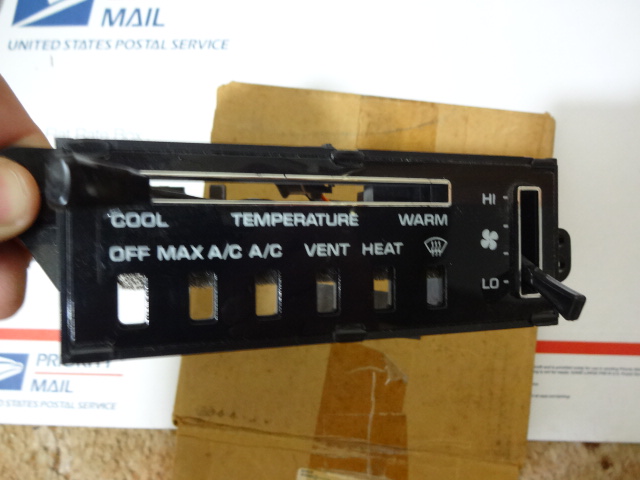 MAIL
UNITED STATES POSTAL SERVICE
COOL TEMPERATURE WARM
HI
OFF MAX A/C A/C VENT HEAT
LO
PRIORITY
MAIL
STATES POSTAL SERVICE